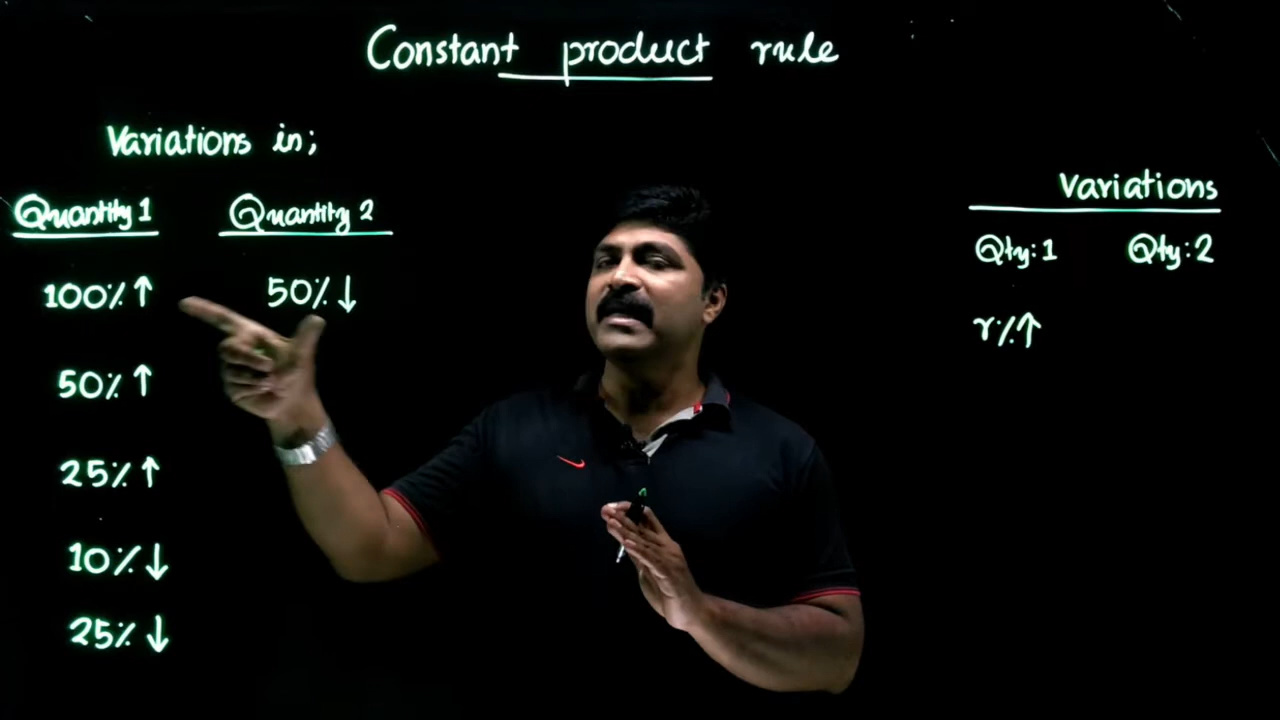 Constant product rule
Variations in;
Quantity 1 Quantity 2
100% ↑ 50% ↓
50% ↑
25% ↑
10% ↓
25% ↓
Variations
Qty:1 Qty:2
r% ↑